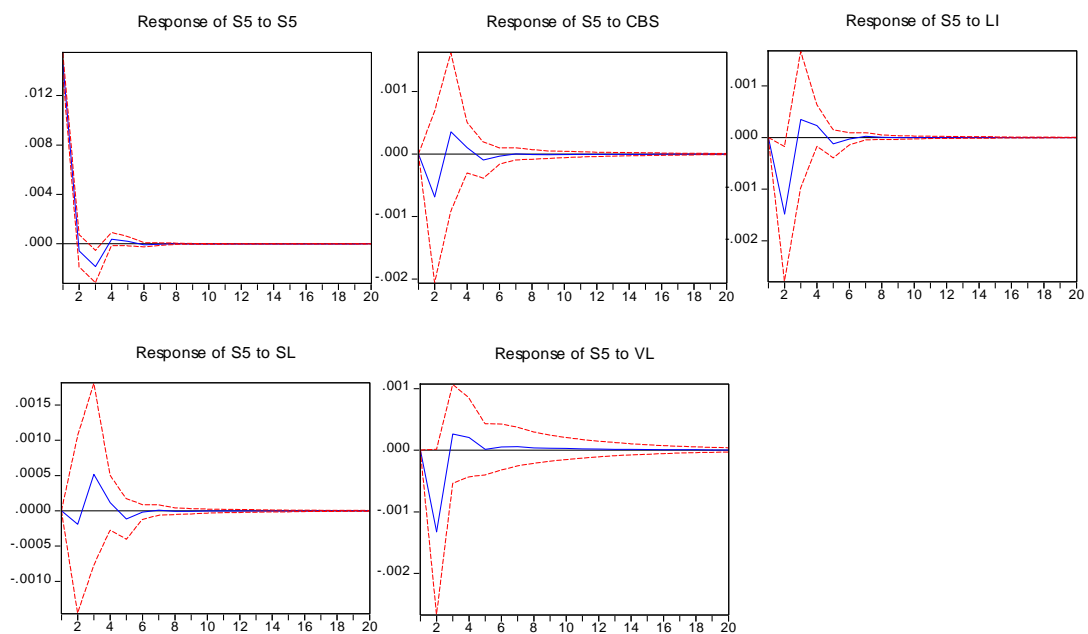 Response of S5 to S5
.012
.008
.004
.000
2 4 6 8 10 12 14 16 18 20
Response of S5 to CBS
.001
.000
-.001
-.002
2 4 6 8 10 12 14 16 18 20
Response of S5 to LI
.001
.000
-.001
-.002
2 4 6 8 10 12 14 16 18 20
Response of S5 to SL
.0015
.0010
.0005
.0000
-.0005
-.0010
2 4 6 8 10 12 14 16 18 20
Response of S5 to VL
.001
.000
-.001
-.002
2 4 6 8 10 12 14 16 18 20